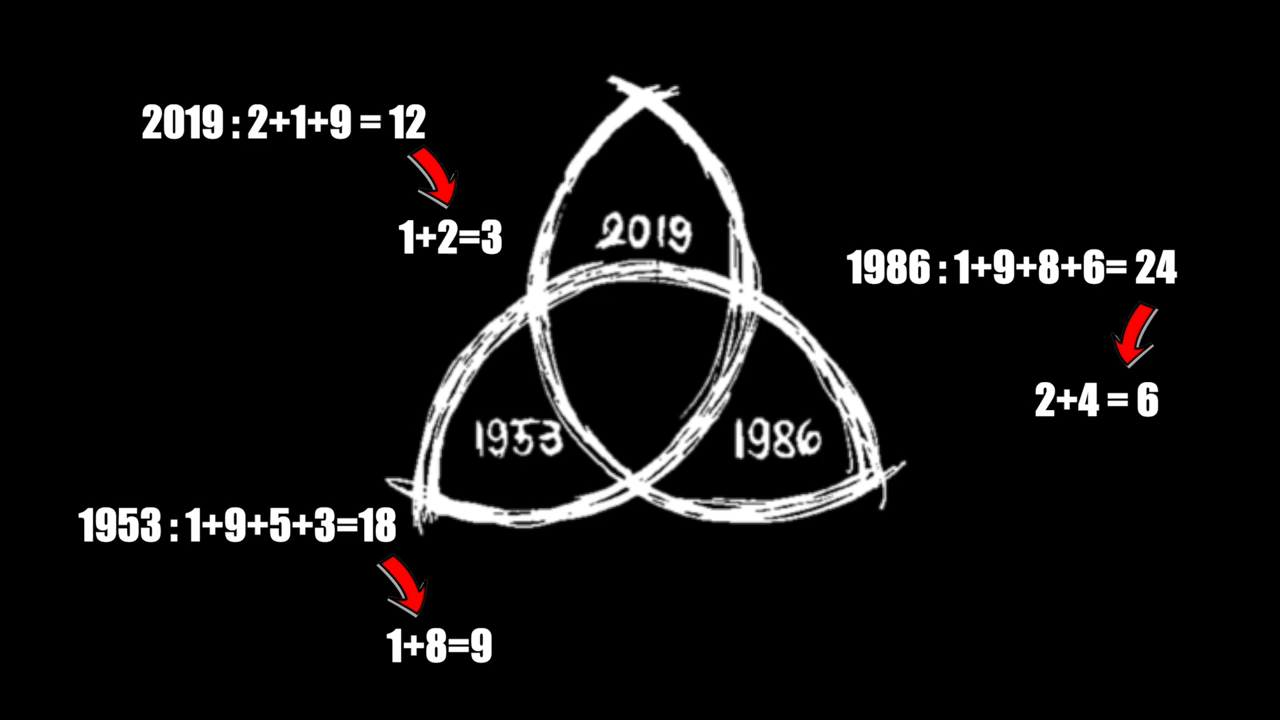 2019 : 2+1+9 = 12
1+2=3
2019
1986 : 1+9+8+6= 24
2+4 = 6
1953
1986
1953 : 1+9+5+3=18
1+8=9